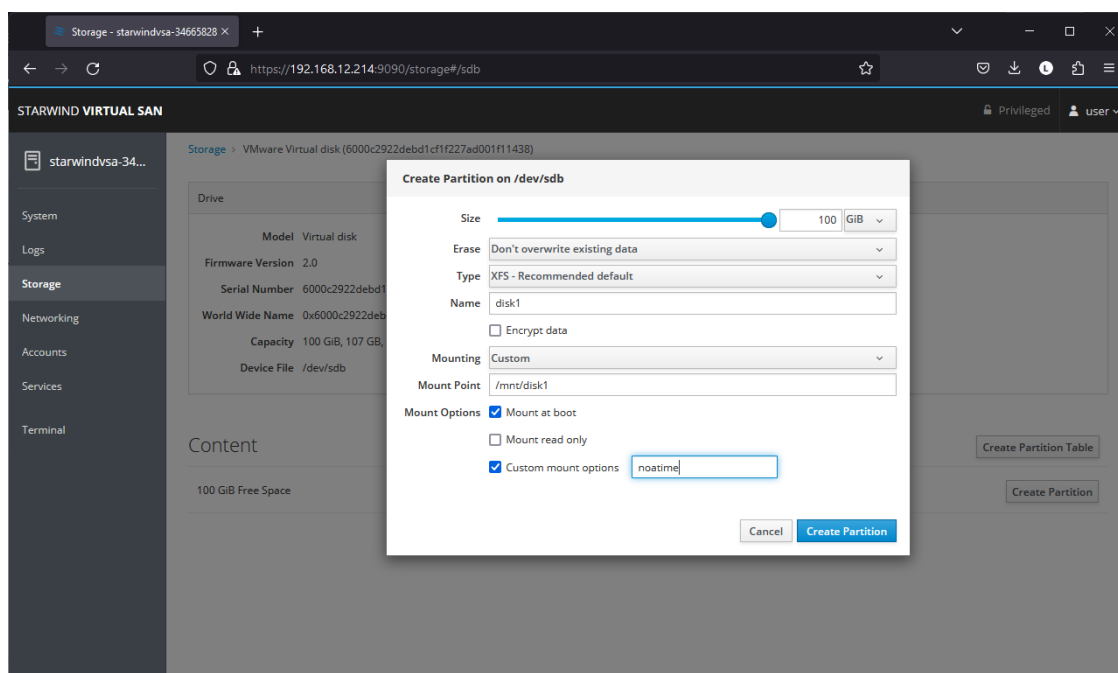 Storage - starwindvsa-34665828
https://192.168.12.214:9090/storage#/sdb
L
STARWIND VIRTUAL SAN
Privileged
user
starwindvsa-34...
System
Logs
Storage
Networking
Accounts
Services
Terminal
Storage > VMware Virtual disk (6000c2922debd1cf1f227ad001f11438)
Drive
Model Virtual disk
Firmware Version 2.0
Serial Number 6000c2922debd1
World Wide Name 0x6000c2922deb
Capacity 100 GiB, 107 GB,
Device File /dev/sdb
Content
Create Partition Table
100 GiB Free Space
Create Partition
Create Partition on /dev/sdb
Size 100 GiB
Erase Don't overwrite existing data
Type XFS - Recommended default
Name disk1
Encrypt data
Mounting Custom
Mount Point /mnt/disk1
Mount Options Mount at boot
Mount read only
Custom mount options noatime
Cancel Create Partition